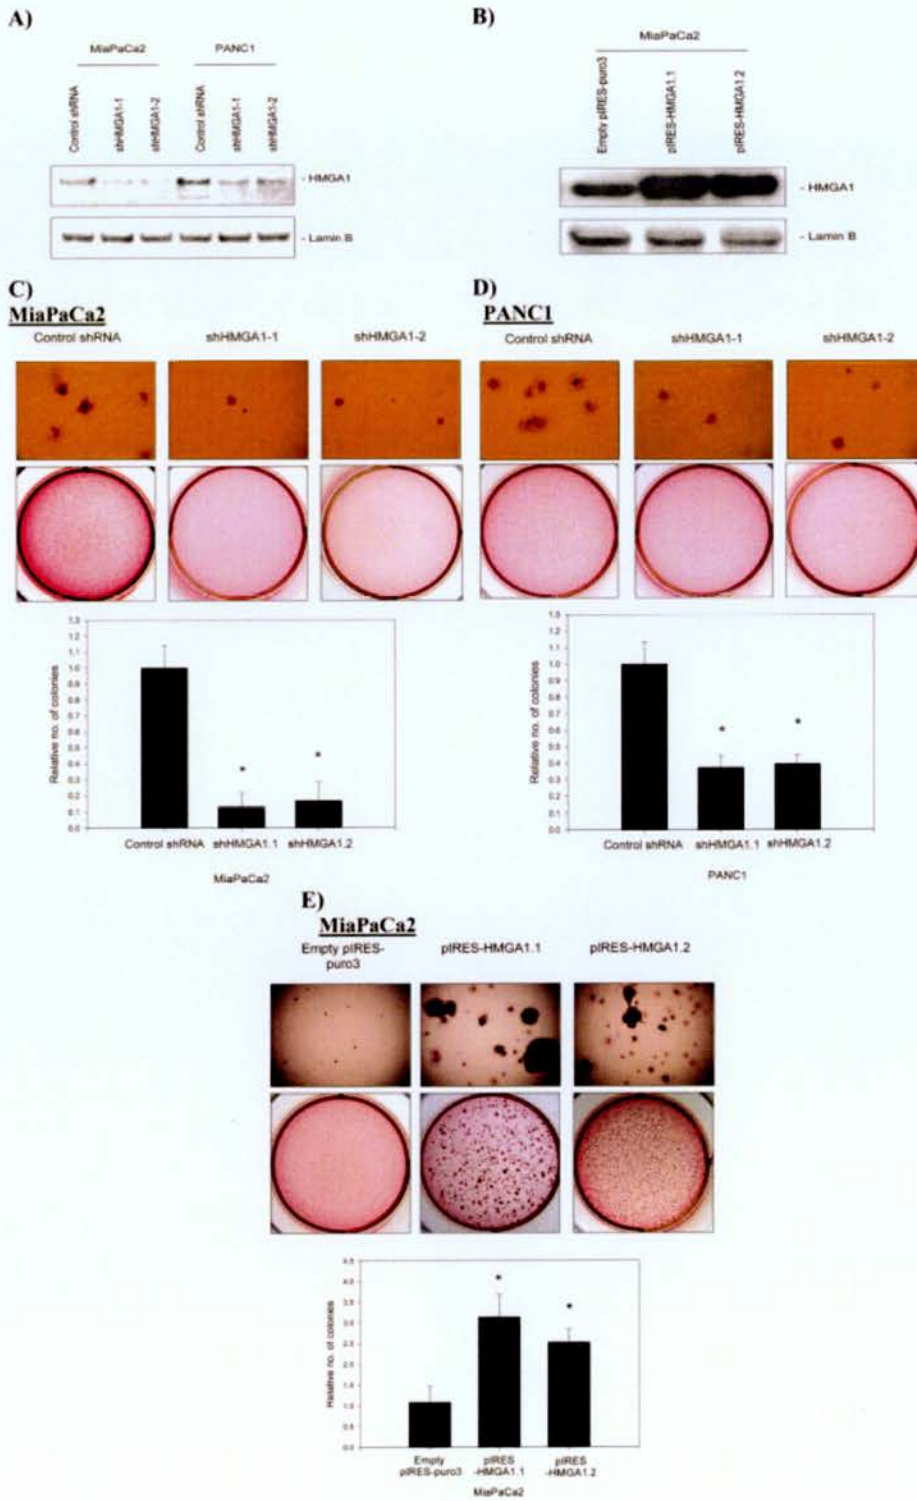 A)
MiaPaCa2 PANC1
Control shRNA shHMGA1-1 shHMGA1-2 Control shRNA shHMGA1-1 shHMGA1-2
- HMGA1
- Lamin B
B)
MiaPaCa2
Empty pIRES-puro3 pIRES-HMGA1.1 pIRES-HMGA1.2
- HMGA1
- Lamin B
C)
MiaPaCa2
Control shRNA shHMGA1-1 shHMGA1-2
D)
PANC1
Control shRNA shHMGA1-1 shHMGA1-2
Relative no. of colonies
1.3
1.2
1.1
1.0
0.9
0.8
0.7
0.6
0.5
0.4
0.3
0.2
0.1
0.0
* *
Control shRNA shHMGA1.1 shHMGA1.2
MiaPaCa2
Relative no. of colonies
1.3
1.2
1.1
1.0
0.9
0.8
0.7
0.6
0.5
0.4
0.3
0.2
0.1
0.0
* *
Control shRNA shHMGA1.1 shHMGA1.2
PANC1
E)
MiaPaCa2
Empty pIRES-
puro3
pIRES-HMGA1.1 pIRES-HMGA1.2
Relative no. of colonies
* *
Empty
pIRES-puro3
pIRES
-HMGA1.1
pIRES
-HMGA1.2
MiaPaCa2